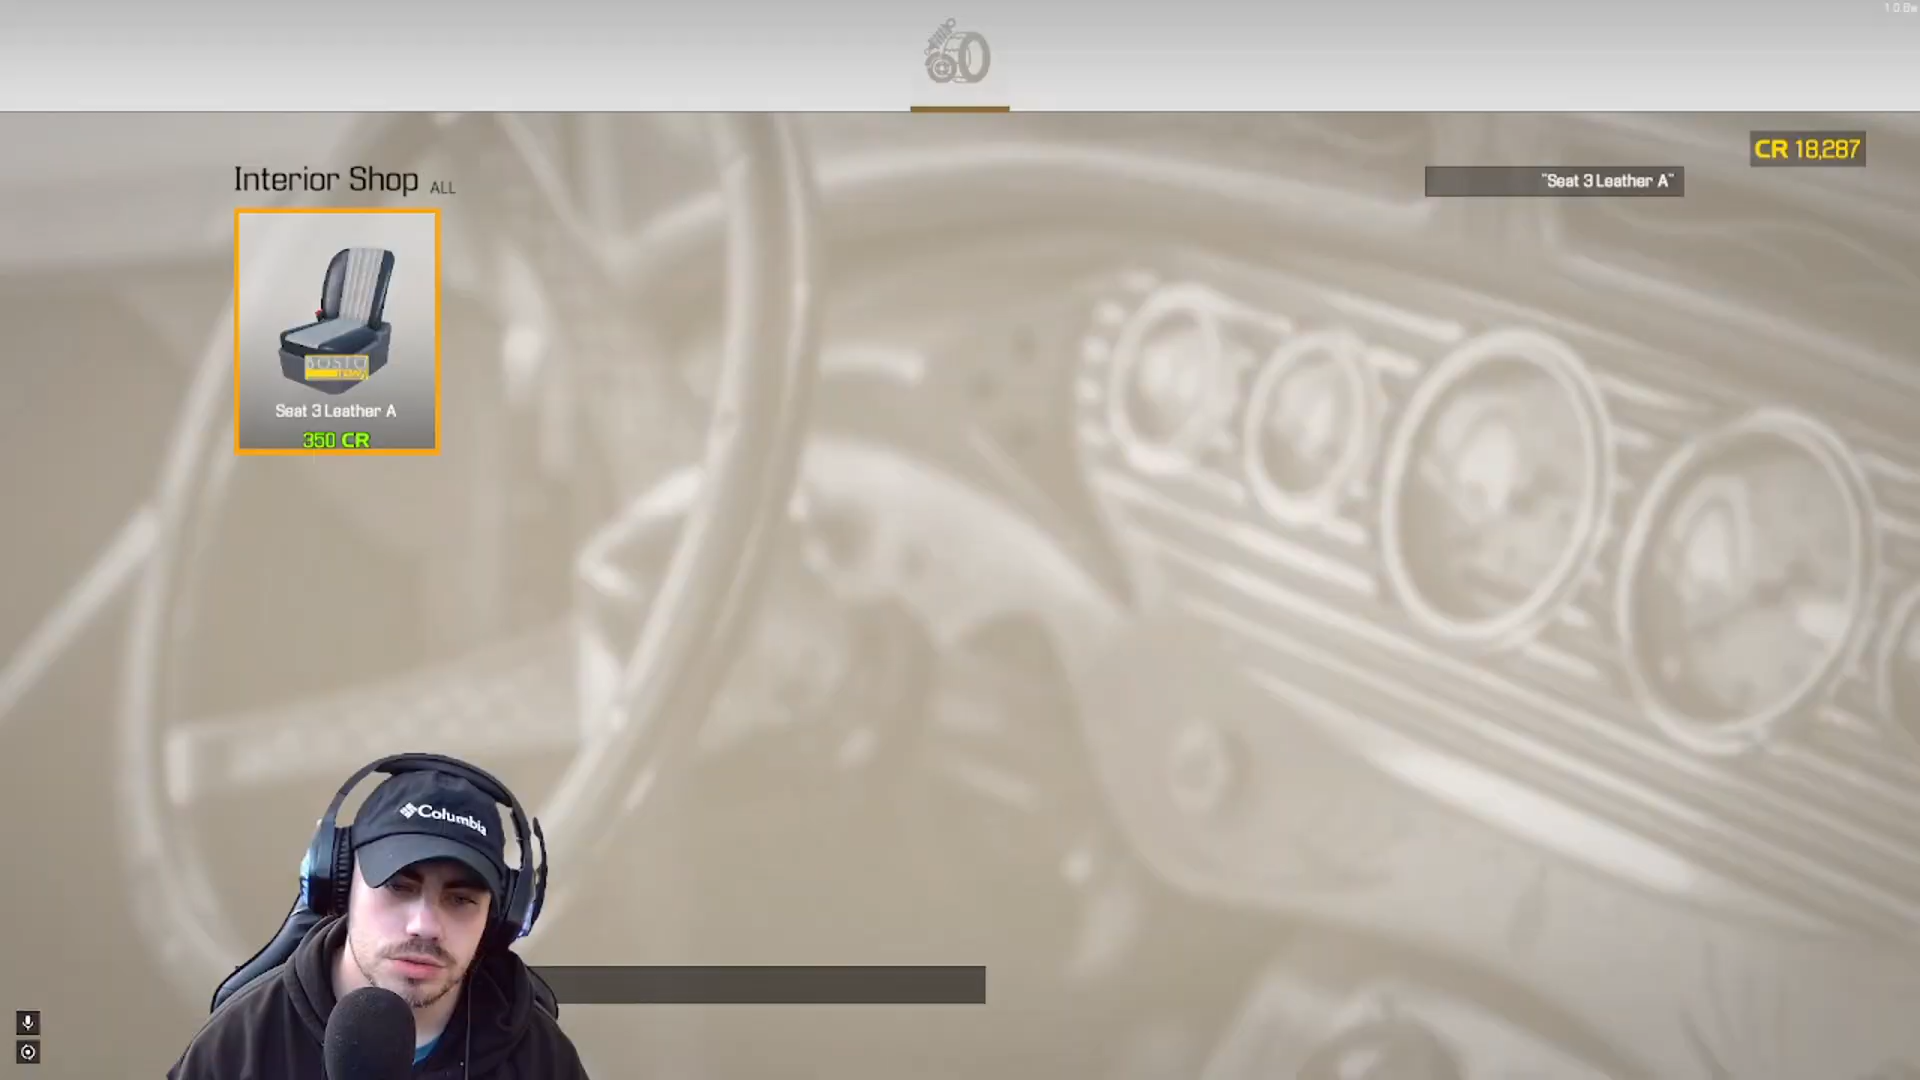 CR 18,287
Interior Shop ALL
"Seat 3 Leather A"
Seat 3 Leather A
350 CR
Columbia